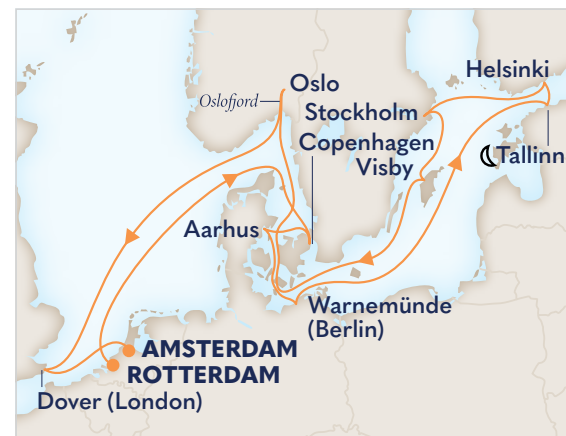 Oslo
Oslofjord
Helsinki
Stockholm
Copenhagen
Visby
Tallinn
Aarhus
Warnemünde
(Berlin)
AMSTERDAM
ROTTERDAM
Dover (London)